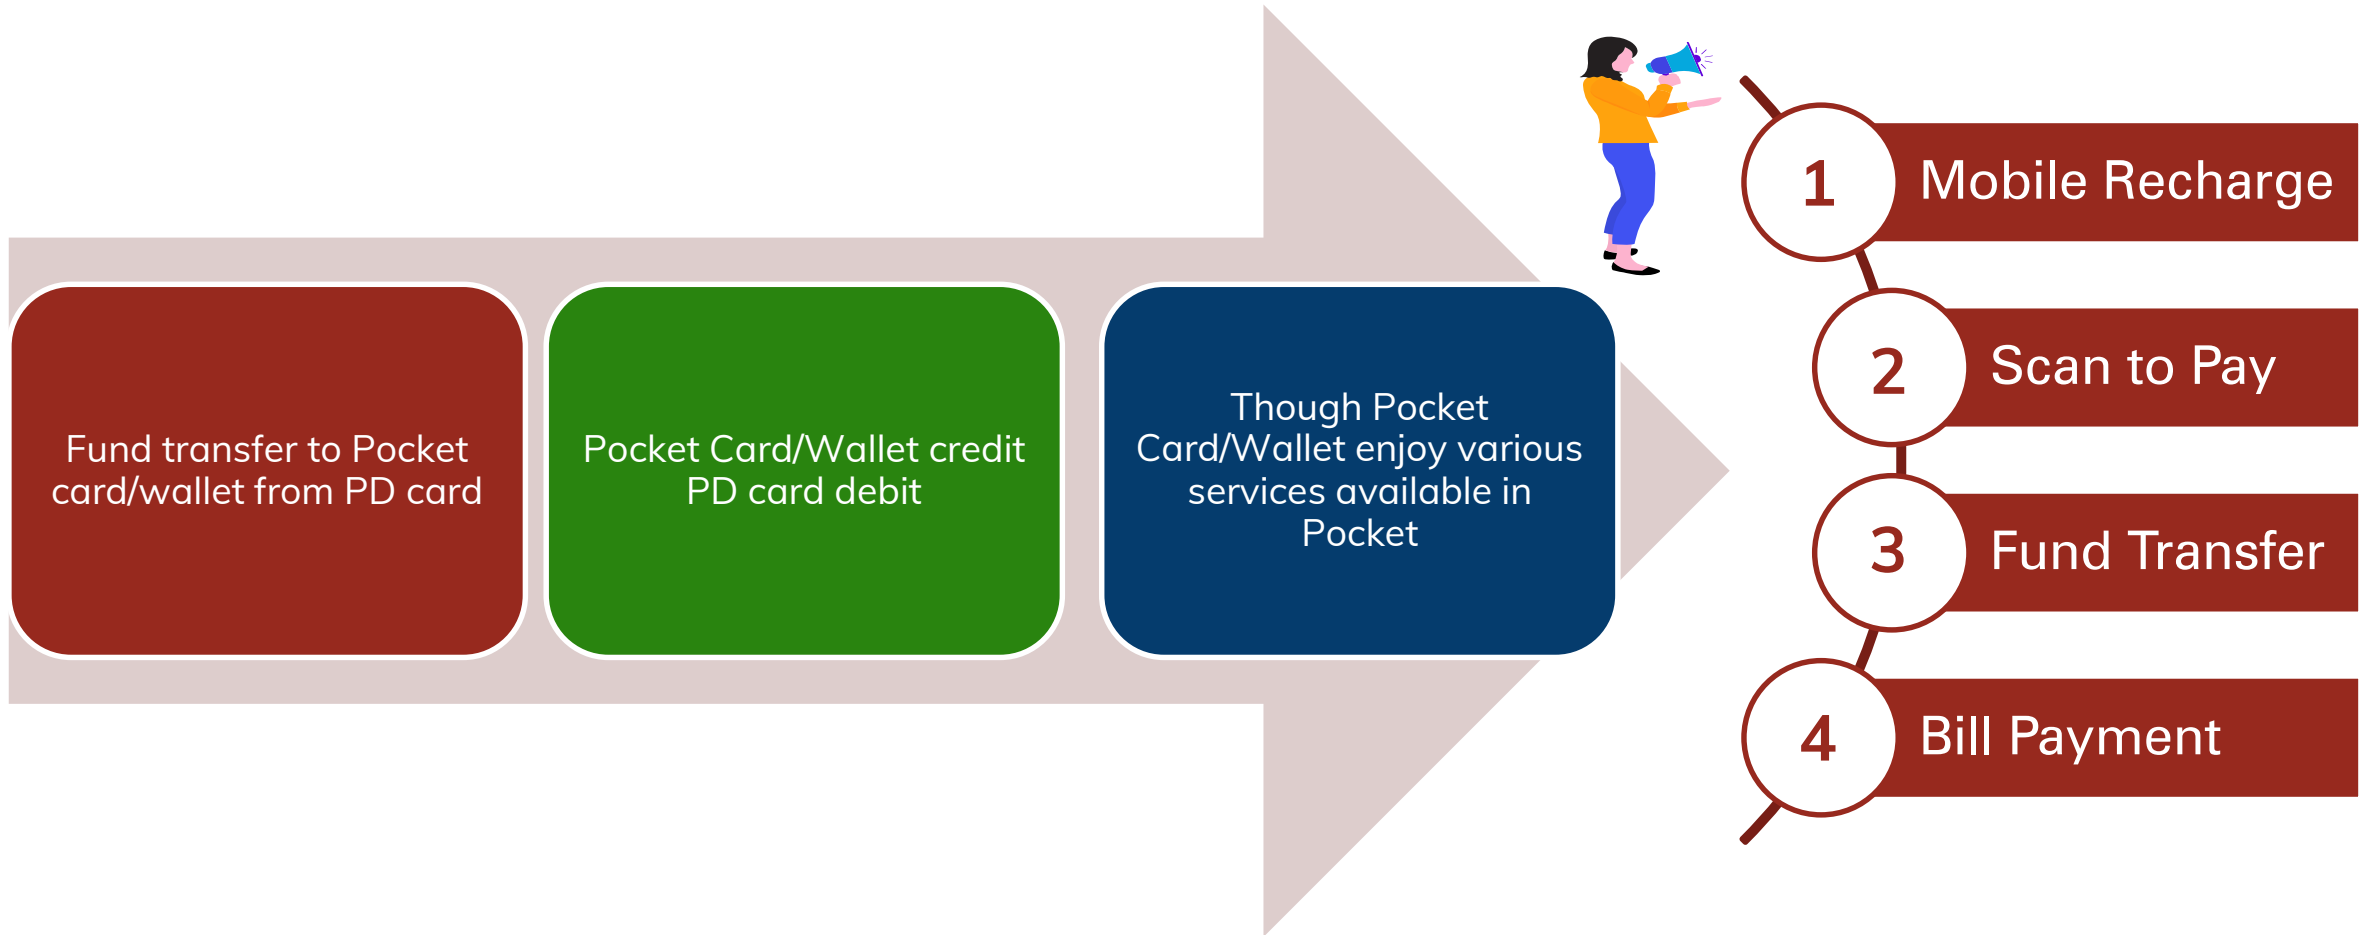 Fund transfer to Pocket
card/wallet from PD card
Pocket Card/Wallet credit
PD card debit
Though Pocket
Card/Wallet enjoy various
services available in
Pocket
1
Mobile Recharge
2
Scan to Pay
3
Fund Transfer
4
Bill Payment